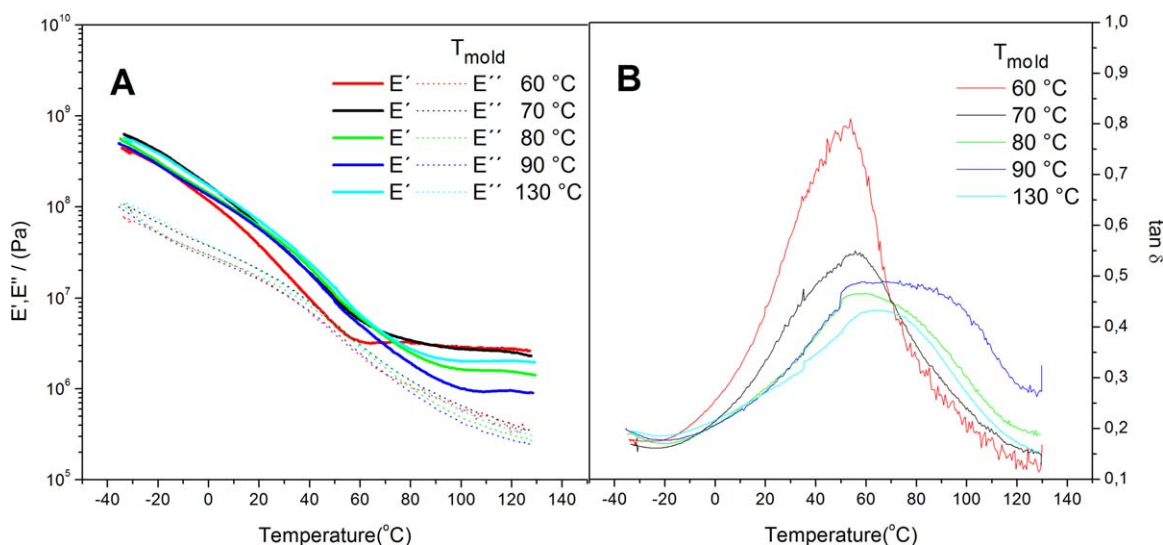 A
T_mold
E´ E´´ 60 °C
E´ E´´ 70 °C
E´ E´´ 80 °C
E´ E´´ 90 °C
E´ E´´ 130 °C
10^10
10^9
10^8
10^7
10^6
10^5
E',E'' / (Pa)
-40 -20 0 20 40 60 80 100 120 140
Temperature(°C)
B
T_mold
60 °C
70 °C
80 °C
90 °C
130 °C
1,0
0,9
0,8
0,7
0,6
0,5
0,4
0,3
0,2
0,1
tan δ
-40 -20 0 20 40 60 80 100 120 140
Temperature(°C)